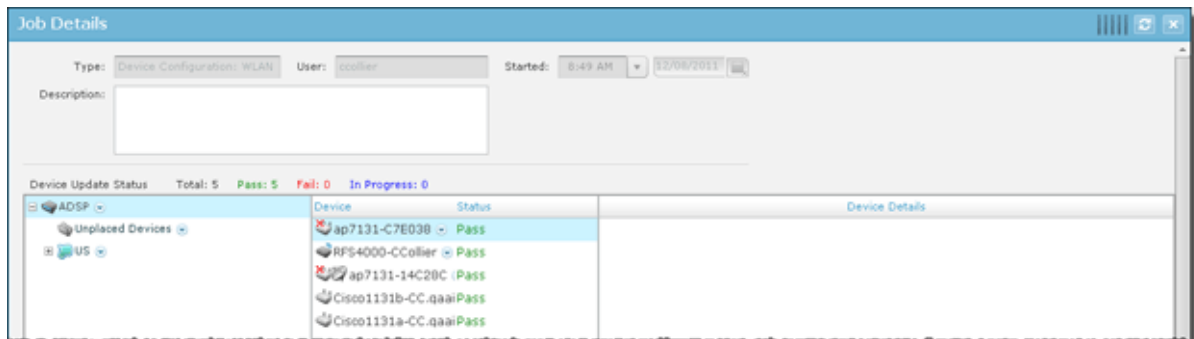 Job Details
Type: Device Configuration: WLAN User: ccollier Started: 8:49 AM 12/08/2011
Description:
Device Update Status Total: 5 Pass: 5 Fail: 0 In Progress: 0
ADSP Device Status Device Details
Unplaced Devices ap7131-C7E038 Pass
US RFS4000-CCollier Pass
ap7131-14C28C Pass
Cisco1131b-CC.qaai Pass
Cisco1131a-CC.qaai Pass